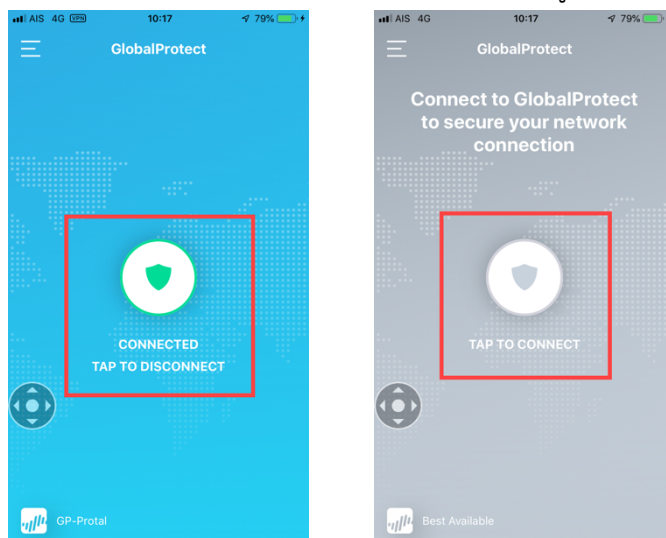 AIS 4G VPN 10:17 79%
GlobalProtect
CONNECTED
TAP TO DISCONNECT
GP-Protal
AIS 4G 10:17 79%
GlobalProtect
Connect to GlobalProtect
to secure your network
connection
TAP TO CONNECT
Best Available